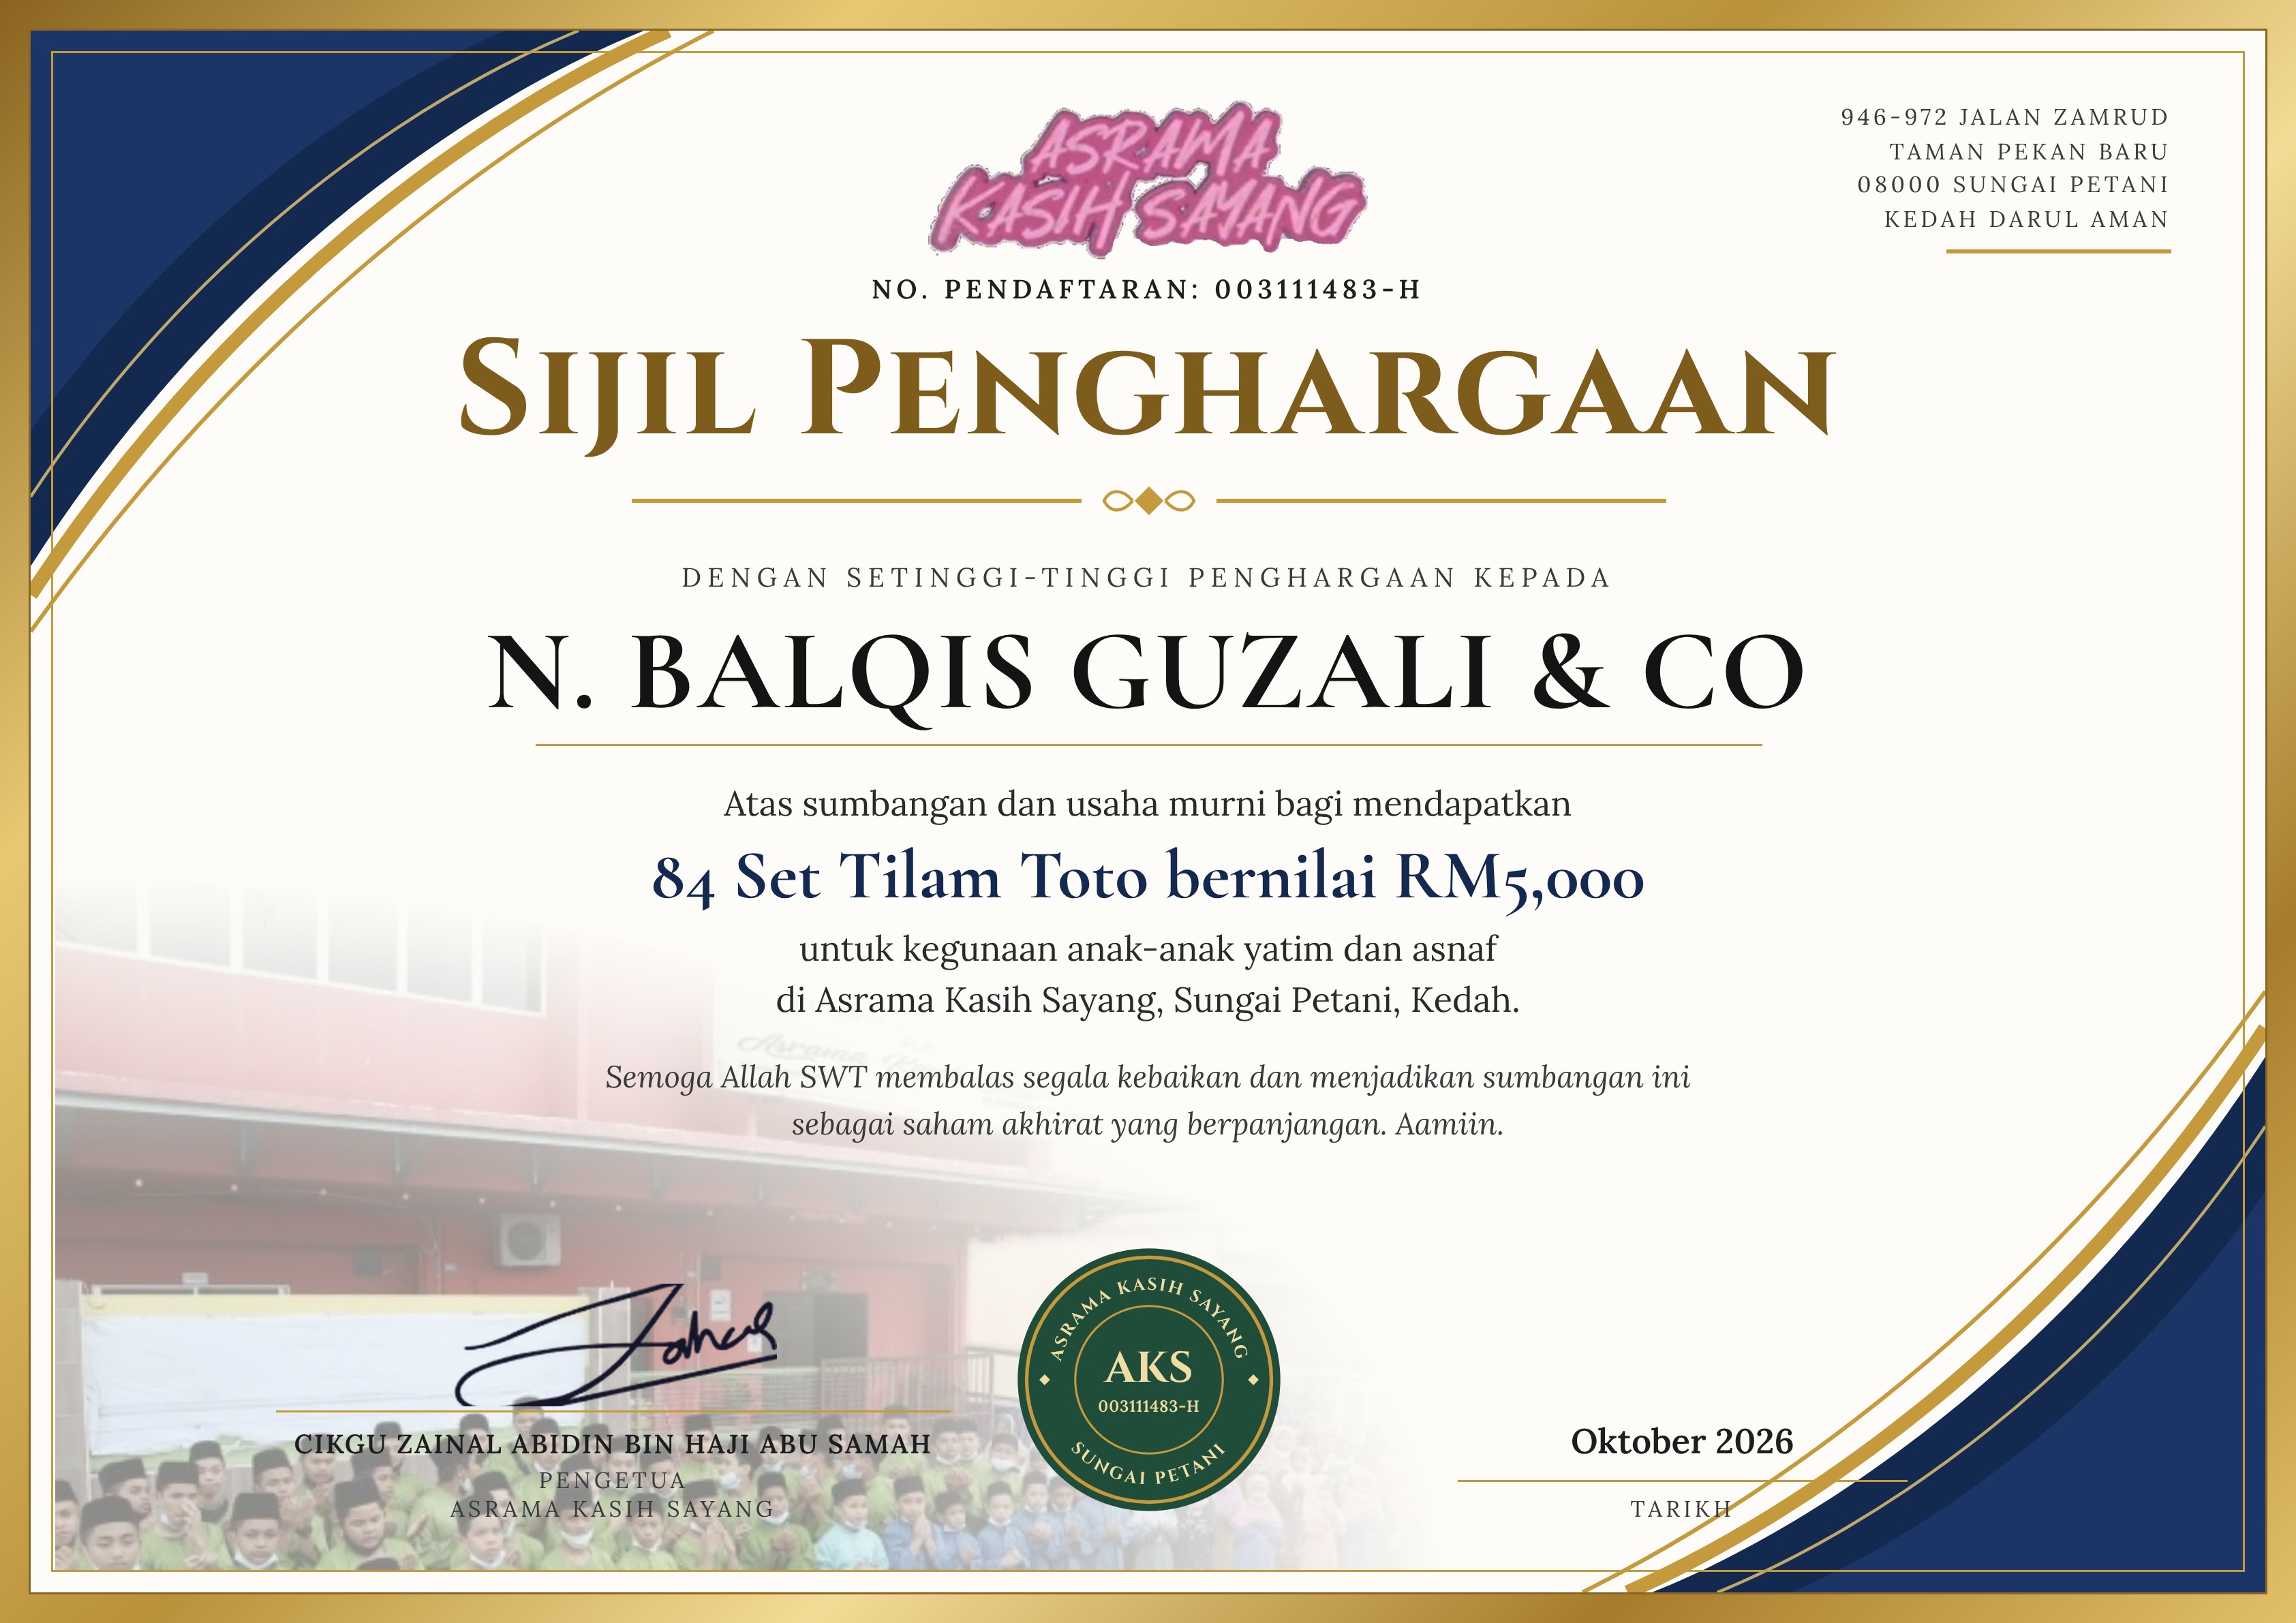 ASRAMA
KASIH SAYANG
946-972 JALAN ZAMRUD
TAMAN PEKAN BARU
08000 SUNGAI PETANI
KEDAH DARUL AMAN
NO. PENDAFTARAN: 003111483-H
SIJIL PENGHARGAAN
DENGAN SETINGGI-TINGGI PENGHARGAAN KEPADA
N. BALQIS GUZALI & CO
Atas sumbangan dan usaha murni bagi mendapatkan
84 Set Tilam Toto bernilai RM5,000
untuk kegunaan anak-anak yatim dan asnaf
di Asrama Kasih Sayang, Sungai Petani, Kedah.
Asrama
Semoga Allah SWT membalas segala kebaikan dan menjadikan sumbangan ini
sebagai saham akhirat yang berpanjangan. Aamiin.
Zainal
CIKGU ZAINAL ABIDIN BIN HAJI ABU SAMAH
PENGETUA
ASRAMA KASIH SAYANG
ASRAMA KASIH SAYANG
AKS
003111483-H
SUNGAI PETANI
Oktober 2026
TARIKH